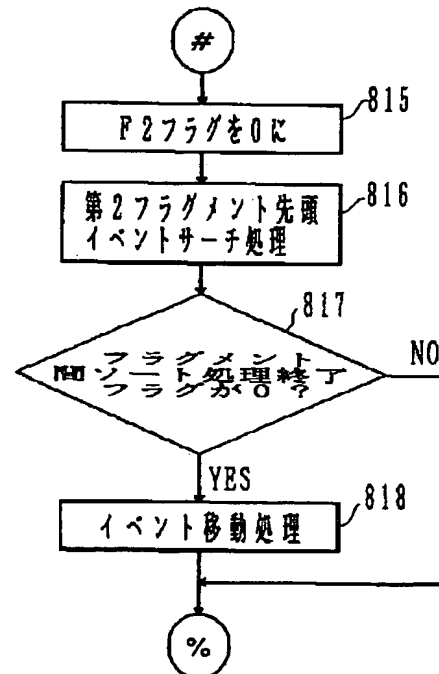 #
815
F2フラグを0に
816
第2フラグメント先頭
イベントサーチ処理
817
フラグメント
間ソート処理終了
フラグが0?
NO
YES
818
イベント移動処理
%